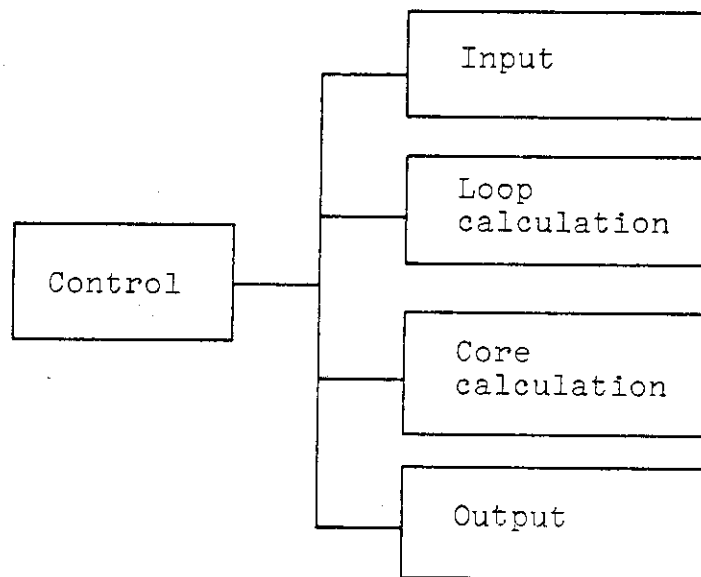 Input
Loop
calculation
Control
Core
calculation
Output